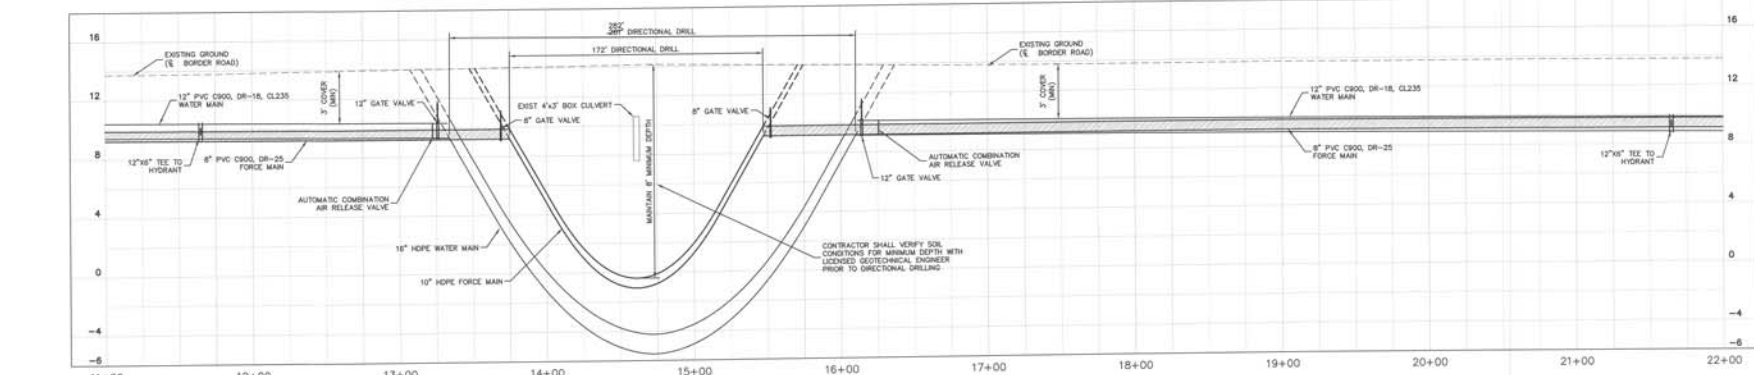 282'
DIRECTIONAL DRILL
172' DIRECTIONAL DRILL
16
16
EXISTING GROUND
(℄ BORDER ROAD)
EXISTING GROUND
(℄ BORDER ROAD)
12
12
12" PVC C900, DR-18, CL235
WATER MAIN
3' COVER
(MIN)
12" GATE VALVE
EXIST 4'x3' BOX CULVERT
8" GATE VALVE
8" GATE VALVE
3' COVER
(MIN)
12" PVC C900, DR-18, CL235
WATER MAIN
8
8
12"X6" TEE TO
HYDRANT
PVC C900, DR-25
FORCE MAIN
MAINTAIN 8' MINIMUM DEPTH
AUTOMATIC COMBINATION
AIR RELEASE VALVE
12" GATE VALVE
8" PVC C900, DR-25
FORCE MAIN
12"X6" TEE TO
HYDRANT
AUTOMATIC COMBINATION
AIR RELEASE VALVE
4
4
HDPE WATER MAIN
10" HDPE FORCE MAIN
CONTRACTOR SHALL VERIFY SOIL
CONDITIONS FOR MINIMUM DEPTH WITH
LICENSED GEOTECHNICAL ENGINEER
PRIOR TO DIRECTIONAL DRILLING
0
0
-4
-4
-6
-6
13+00
14+00
15+00
16+00
17+00
18+00
19+00
20+00
21+00
22+00